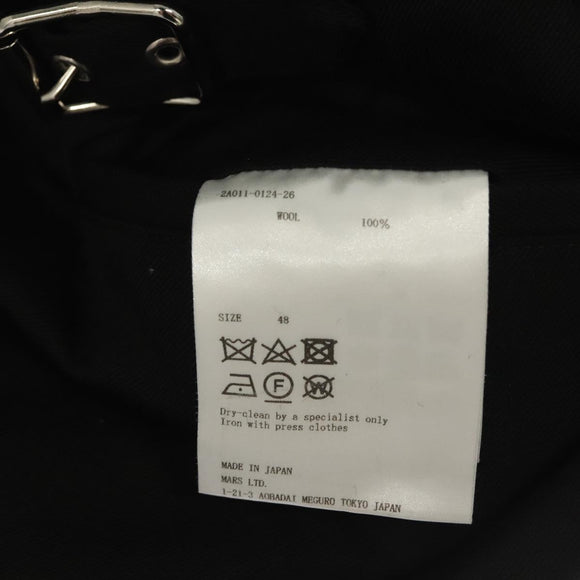 2A011-0124-26
WOOL 100%
SIZE 48
F W
Dry-clean by a specialist only
Iron with press clothes
MADE IN JAPAN
MARS LTD.
1-21-3 AOBADAI MEGURO TOKYO JAPAN